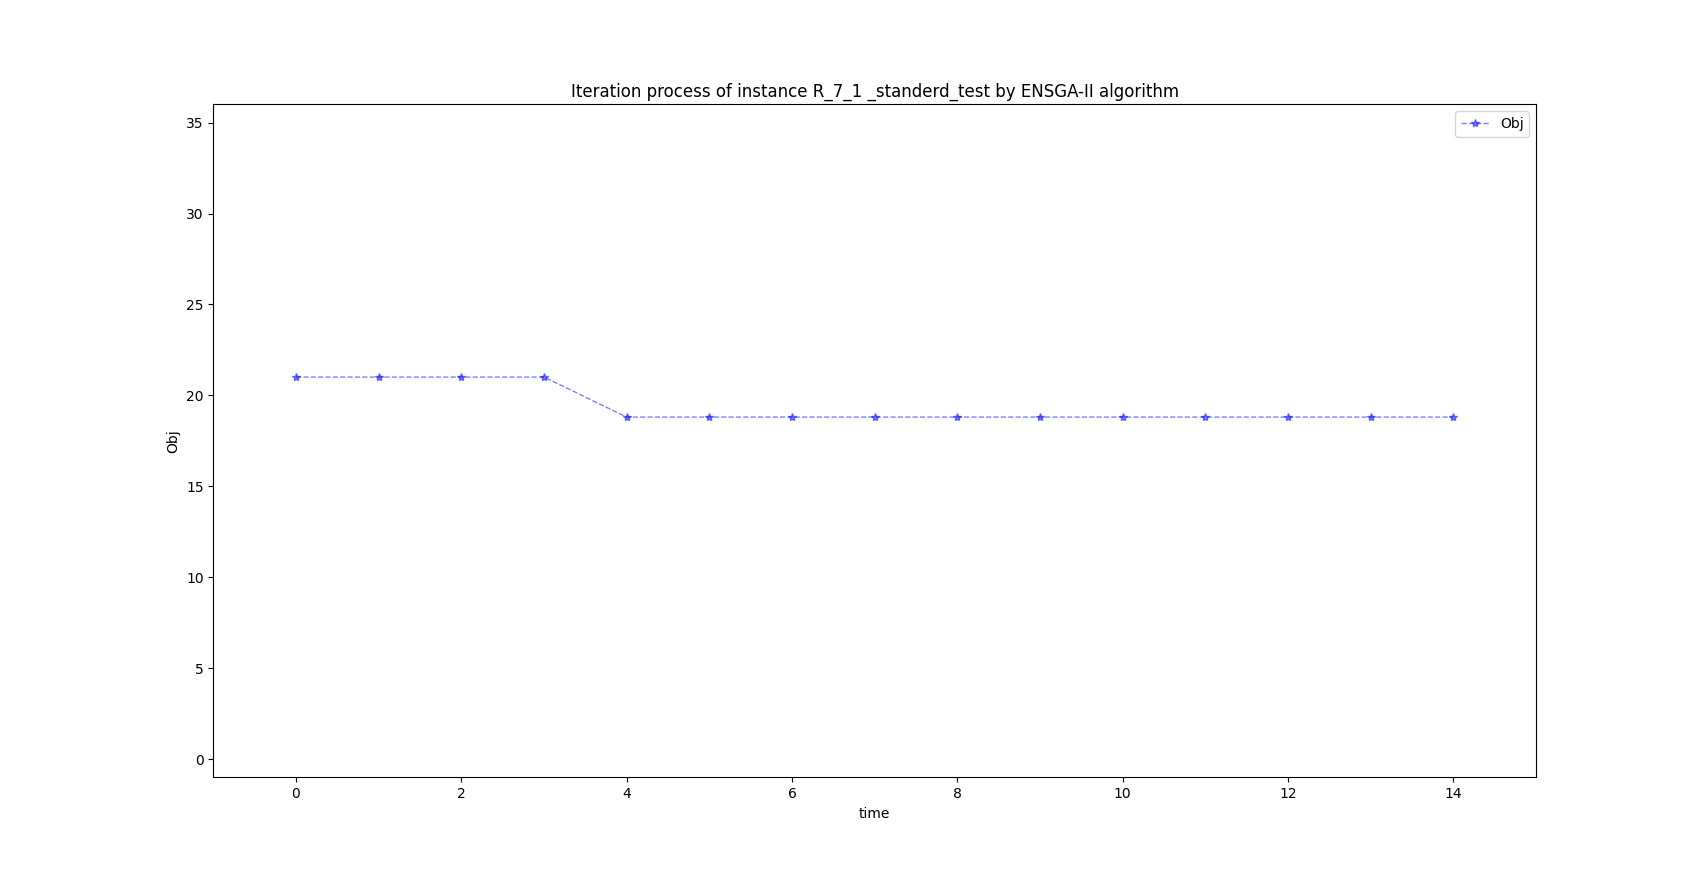 Iteration process of instance R_7_1 _standerd_test by ENSGA-II algorithm
Obj
35
30
25
20
15
10
5
0
Obj
0 2 4 6 8 10 12 14
time